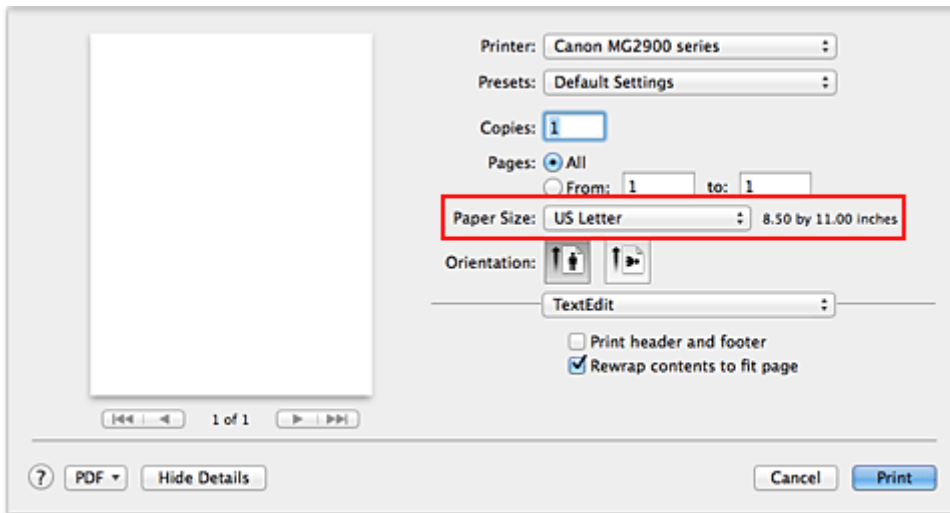 Printer: Canon MG2900 series
Presets: Default Settings
Copies: 1
Pages: All
From: 1 to: 1
Paper Size: US Letter 8.50 by 11.00 inches
Orientation:
TextEdit
Print header and footer
Rewrap contents to fit page
1 of 1
? PDF Hide Details Cancel Print